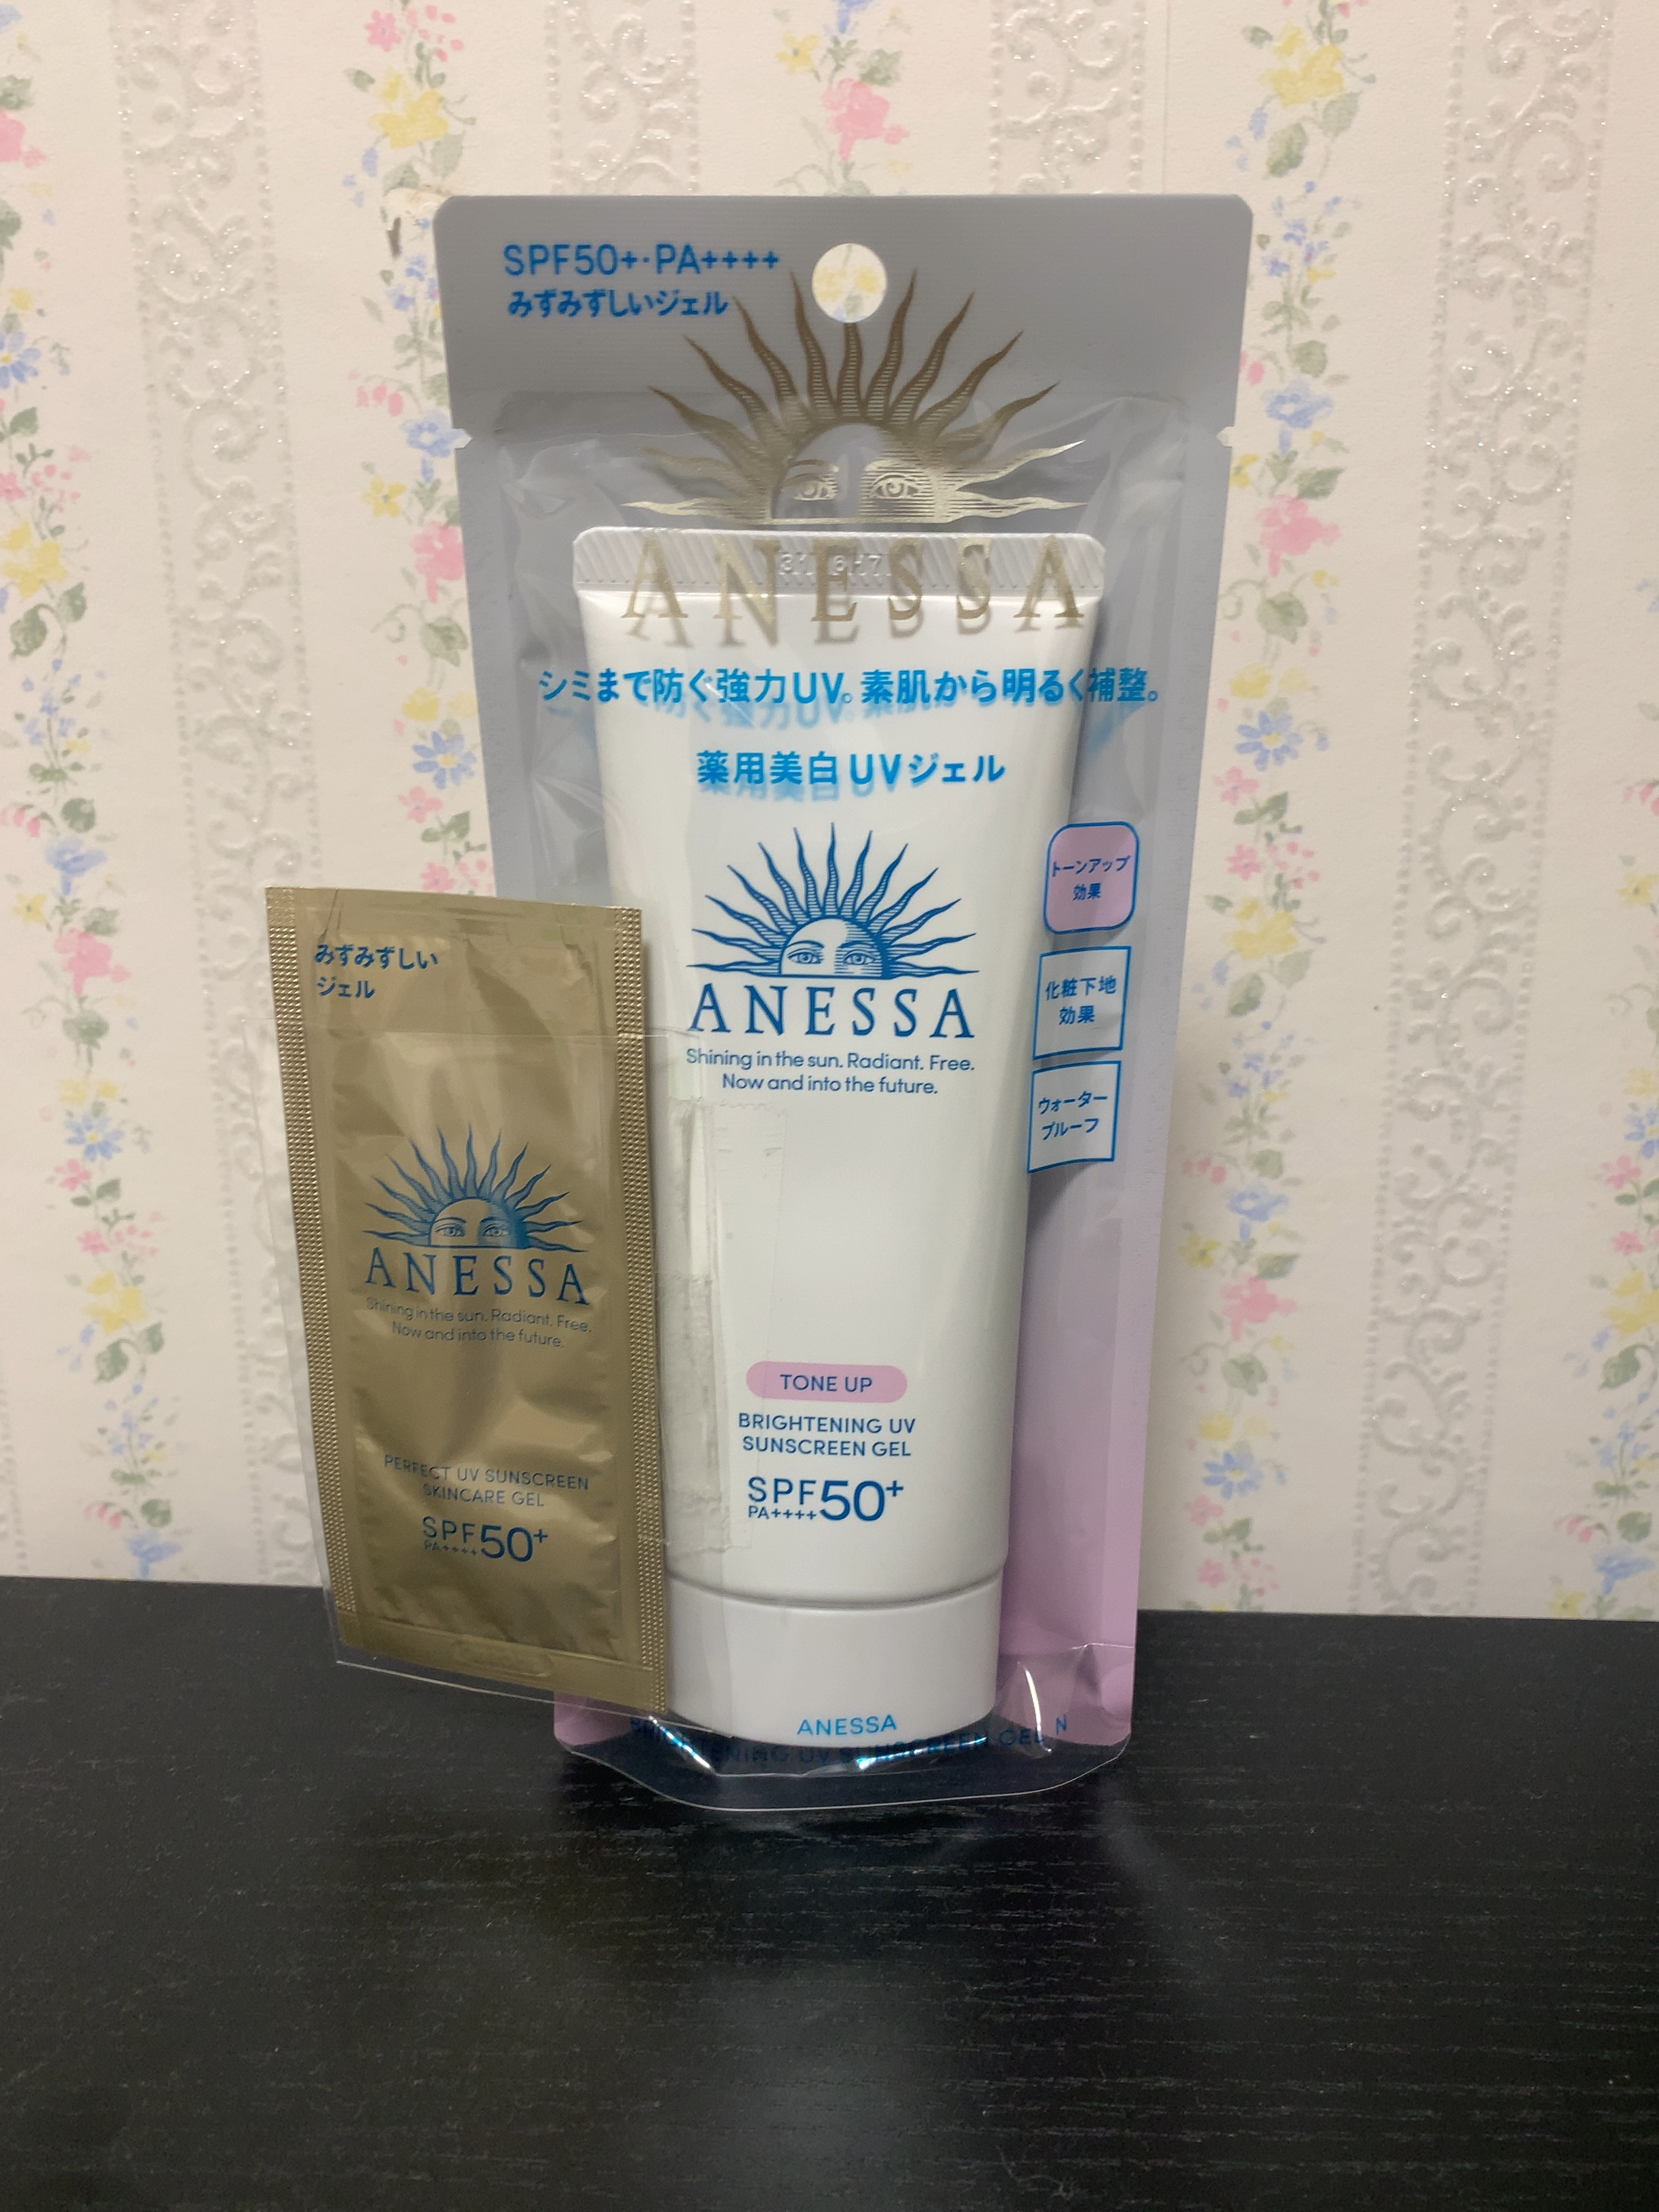 SPF50+·PA++++
みずみずしいジェル
ANESSA
シミまで防ぐ強力UV。素肌から明るく補整。
薬用美白UVジェル
ANESSA
Shining in the sun. Radiant. Free.
Now and into the future.
トーンアップ
効果
化粧下地
効果
ウォーター
プルーフ
TONE UP
BRIGHTENING UV
SUNSCREEN GEL
SPF50+
PA++++
ANESSA
BRIGHTENING UV SUNSCREEN GEL N
みずみずしい
ジェル
ANESSA
Shining in the sun. Radiant. Free.
Now and into the future.
PERFECT UV SUNSCREEN
SKINCARE GEL
SPF50+
PA++++